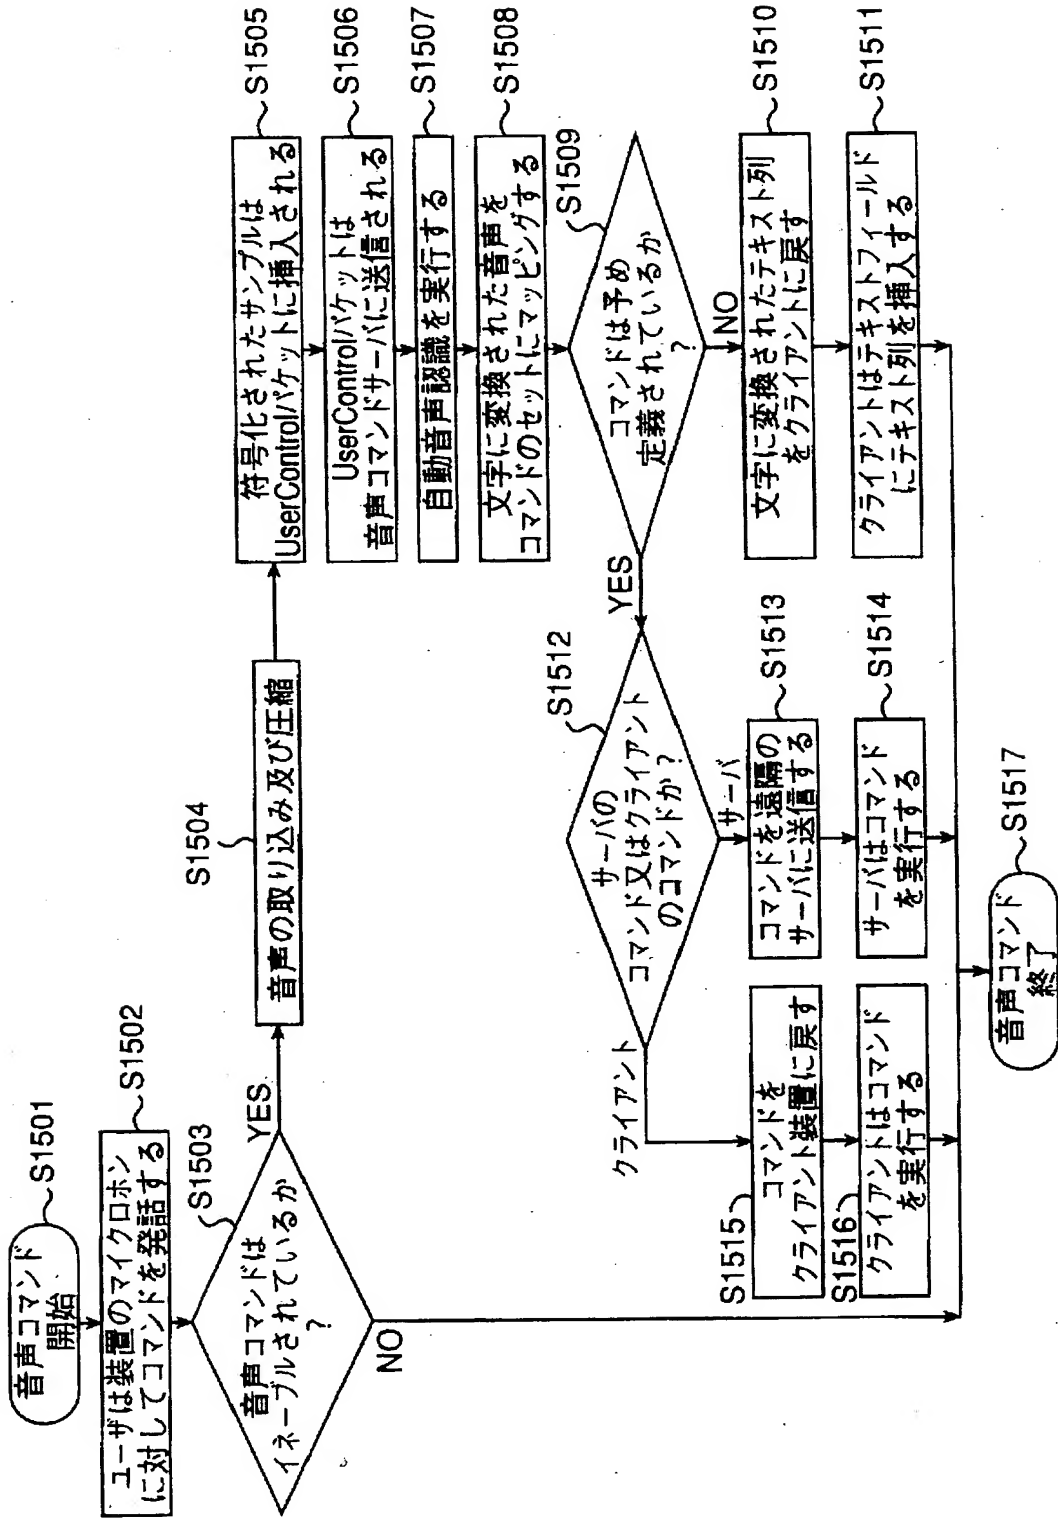 音声コマンド
開始
S1501
ユーザは装置のマイクロホン
に対してコマンドを発話する
S1502
音声コマンドは
イネーブルされているか
?
S1503
YES
NO
音声の取り込み及び圧縮
S1504
符号化されたサンプルは
UserControlパケットに挿入される
S1505
UserControlパケットは
音声コマンドサーバに送信される
S1506
自動音声認識を実行する
S1507
文字に変換された音声を
コマンドのセットにマッピングする
S1508
コマンドは予め
定義されているか
?
S1509
YES
NO
文字に変換されたテキスト列
をクライアントに戻す
S1510
クライアントはテキストフィールド
にテキスト列を挿入する
S1511
サーバの
コマンド又はクライアント
のコマンドか?
S1512
サーバ
クライアント
コマンドを遠隔の
サーバに送信する
S1513
サーバはコマンド
を実行する
S1514
コマンドを
クライアント装置に戻す
S1515
クライアントはコマンド
を実行する
S1516
音声コマンド
終了
S1517